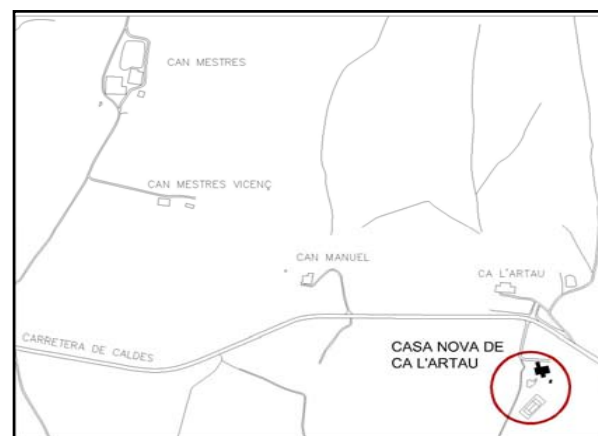 CAN MESTRES
CAN MESTRES VICENÇ
CAN MANUEL
CA L'ARTAU
CARRETERA DE CALDES
CASA NOVA DE
CA L'ARTAU